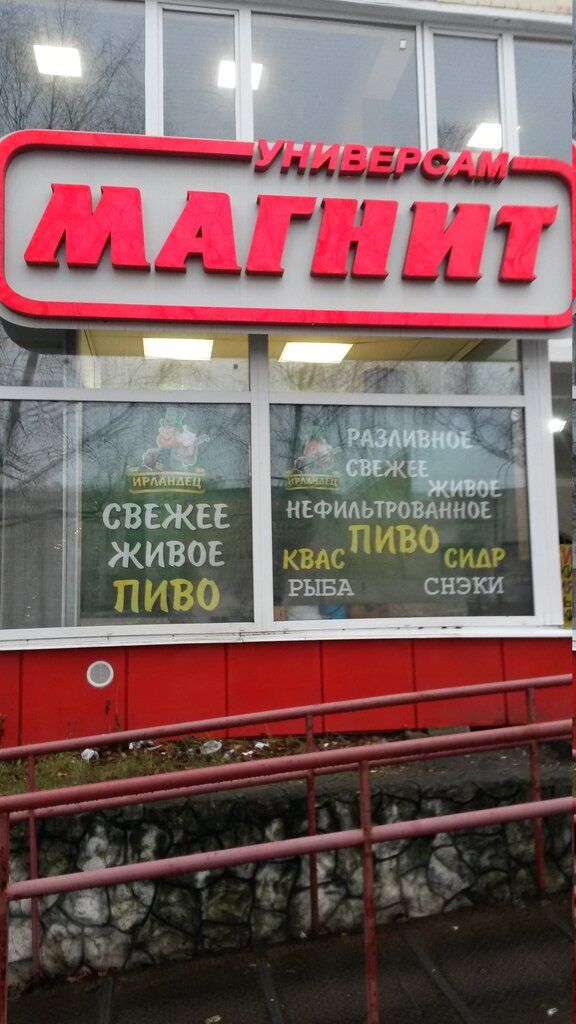 УНИВЕРСАМ
МАГНИТ
ИРЛАНДЕЦ
СВЕЖЕЕ
ЖИВОЕ
ПИВО
ИРЛАНДЕЦ
РАЗЛИВНОЕ
СВЕЖЕЕ
ЖИВОЕ
НЕФИЛЬТРОВАННОЕ
КВАС ПИВО СИДР
РЫБА СНЭКИ